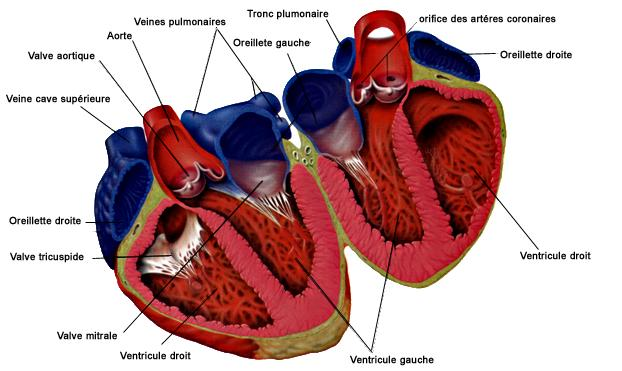 Tronc plumonaire
orifice des artéres coronaires
Veines pulmonaires
Aorte
Oreillete gauche
Valve aortique
Oreillette droite
Veine cave supérieure
Oreillette droite
Valve tricuspide
Ventricule droit
Valve mitrale
Ventricule droit
Ventricule gauche